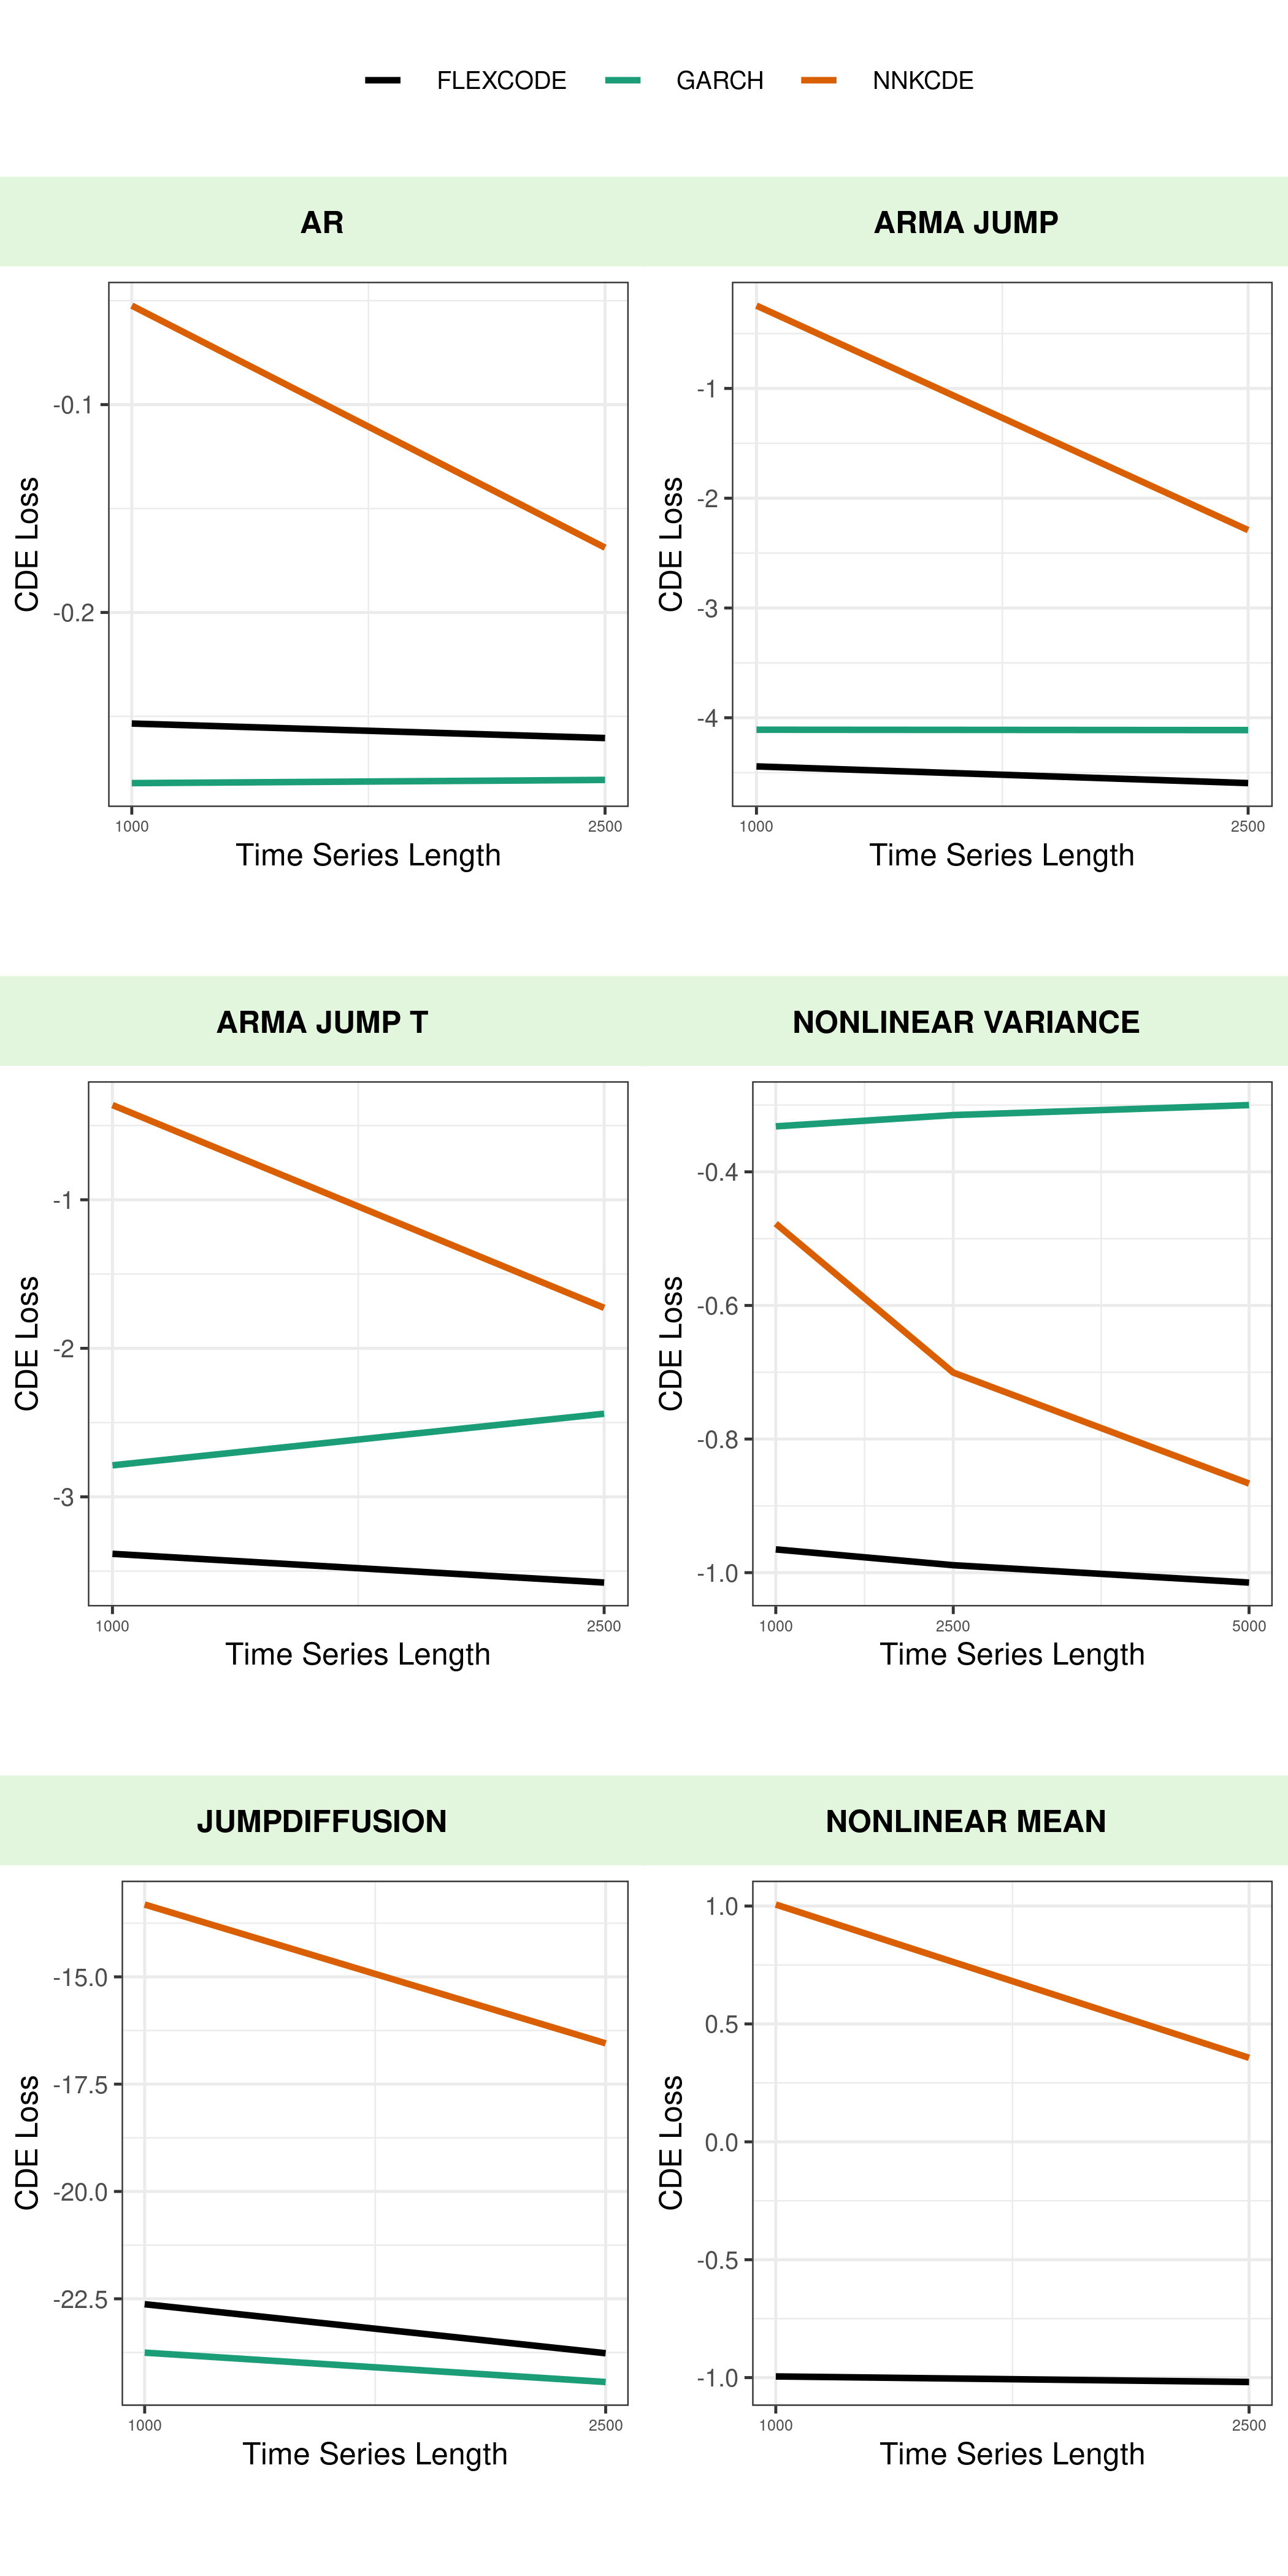 FLEXCODE GARCH NNKCDE
AR
CDE Loss
-0.1
-0.2
1000 2500
Time Series Length
ARMA JUMP
CDE Loss
-1
-2
-3
-4
1000 2500
Time Series Length
ARMA JUMP T
CDE Loss
-1
-2
-3
1000 2500
Time Series Length
NONLINEAR VARIANCE
CDE Loss
-0.4
-0.6
-0.8
-1.0
1000 2500 5000
Time Series Length
JUMPDIFFUSION
CDE Loss
-15.0
-17.5
-20.0
-22.5
1000 2500
Time Series Length
NONLINEAR MEAN
CDE Loss
1.0
0.5
0.0
-0.5
-1.0
1000 2500
Time Series Length